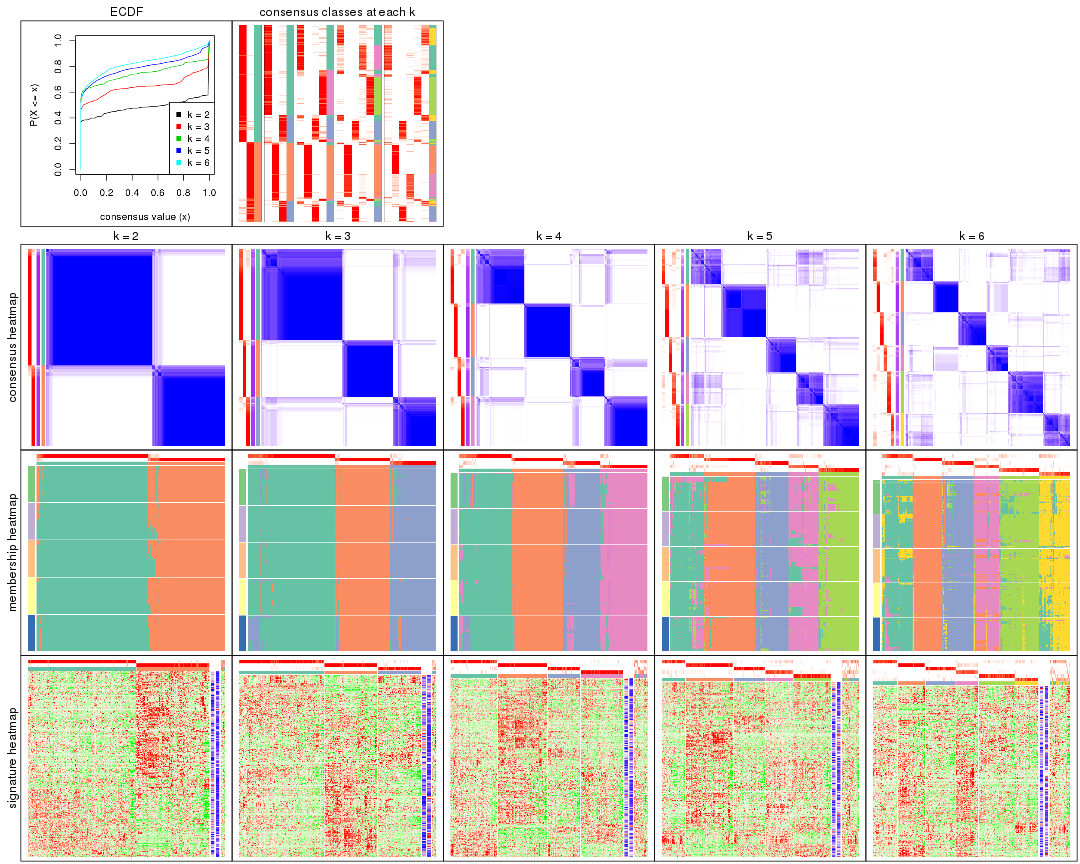 ECDF
consensus classes at each k
P(X <= x)
0.0
0.2
0.4
0.6
0.8
1.0
k = 2
k = 3
k = 4
k = 5
k = 6
0.0 0.2 0.4 0.6 0.8 1.0
consensus value (x)
k = 2
k = 3
k = 4
k = 5
k = 6
consensus heatmap
membership heatmap
signature heatmap